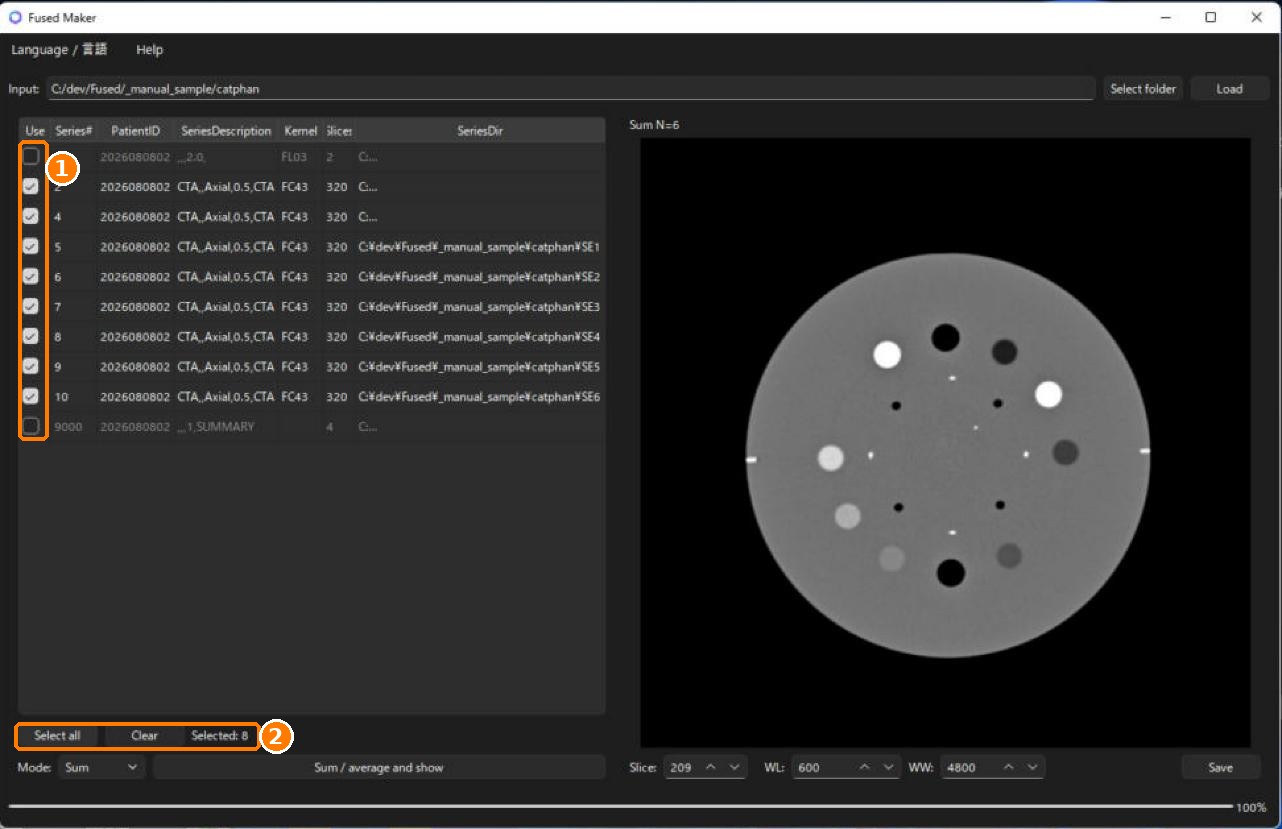 Fused Maker
Language / 言語 Help
Input: C:/dev/Fused/_manual_sample/catphan Select folder Load
Use Series# PatientID SeriesDescription Kernel Slices SeriesDir
2026080802 ,,,2.0, FL03 2 C:...
1
2 2026080802 CTA,,Axial,0.5,CTA FC43 320 C:...
4 2026080802 CTA,,Axial,0.5,CTA FC43 320 C:...
5 2026080802 CTA,,Axial,0.5,CTA FC43 320 C:¥dev¥Fused¥_manual_sample¥catphan¥SE1
6 2026080802 CTA,,Axial,0.5,CTA FC43 320 C:¥dev¥Fused¥_manual_sample¥catphan¥SE2
7 2026080802 CTA,,Axial,0.5,CTA FC43 320 C:¥dev¥Fused¥_manual_sample¥catphan¥SE3
8 2026080802 CTA,,Axial,0.5,CTA FC43 320 C:¥dev¥Fused¥_manual_sample¥catphan¥SE4
9 2026080802 CTA,,Axial,0.5,CTA FC43 320 C:¥dev¥Fused¥_manual_sample¥catphan¥SE5
10 2026080802 CTA,,Axial,0.5,CTA FC43 320 C:¥dev¥Fused¥_manual_sample¥catphan¥SE6
9000 2026080802 ,,,1,SUMMARY 4 C:...
Select all Clear Selected: 8 2
Mode: Sum Sum / average and show
Sum N=6
Slice: 209 WL: 600 WW: 4800 Save
100%